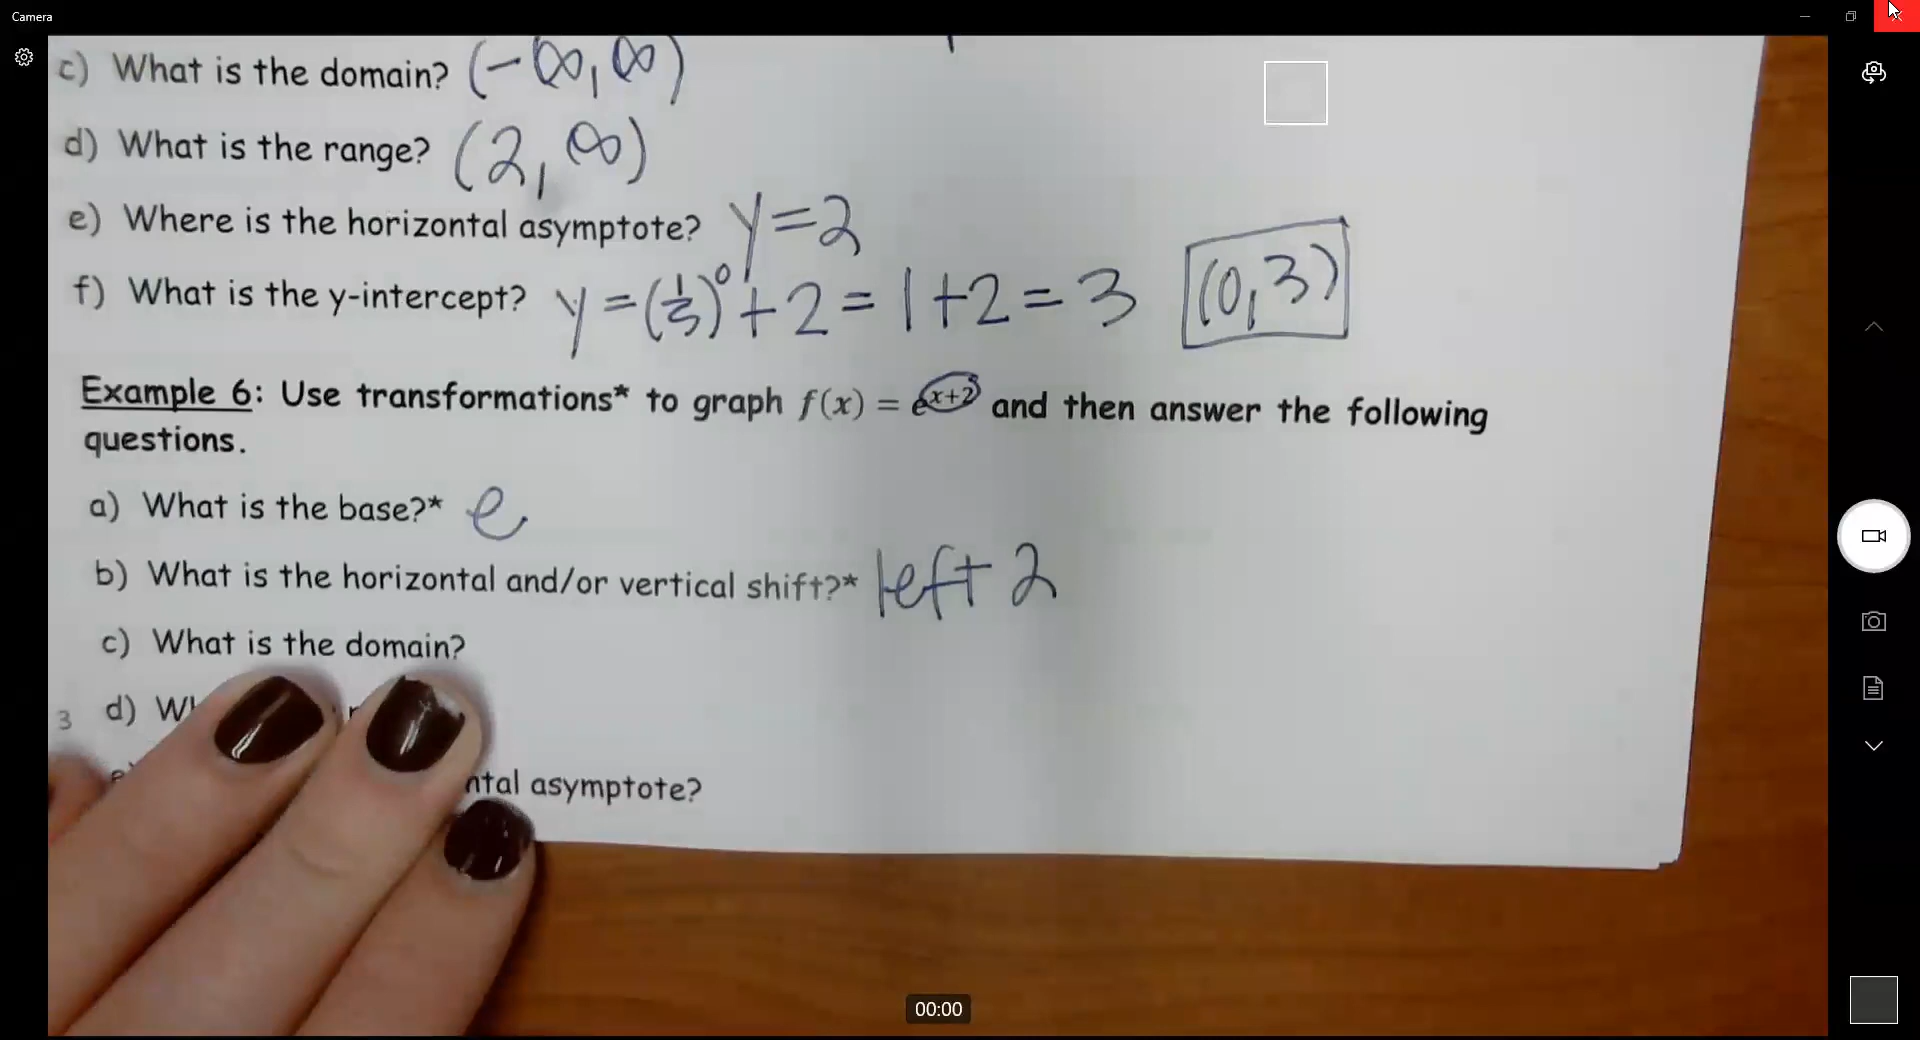 Camera
c) What is the domain? (-∞, ∞)
d) What is the range? (2, ∞)
e) Where is the horizontal asymptote? y=2
f) What is the y-intercept? y = (1/3)^0 + 2 = 1+2 = 3 (0,3)
Example 6: Use transformations* to graph f(x) = e^{x+2} and then answer the following
questions.
a) What is the base?* e
b) What is the horizontal and/or vertical shift?* left 2
c) What is the domain?
3 d)
asymptote?
00:00